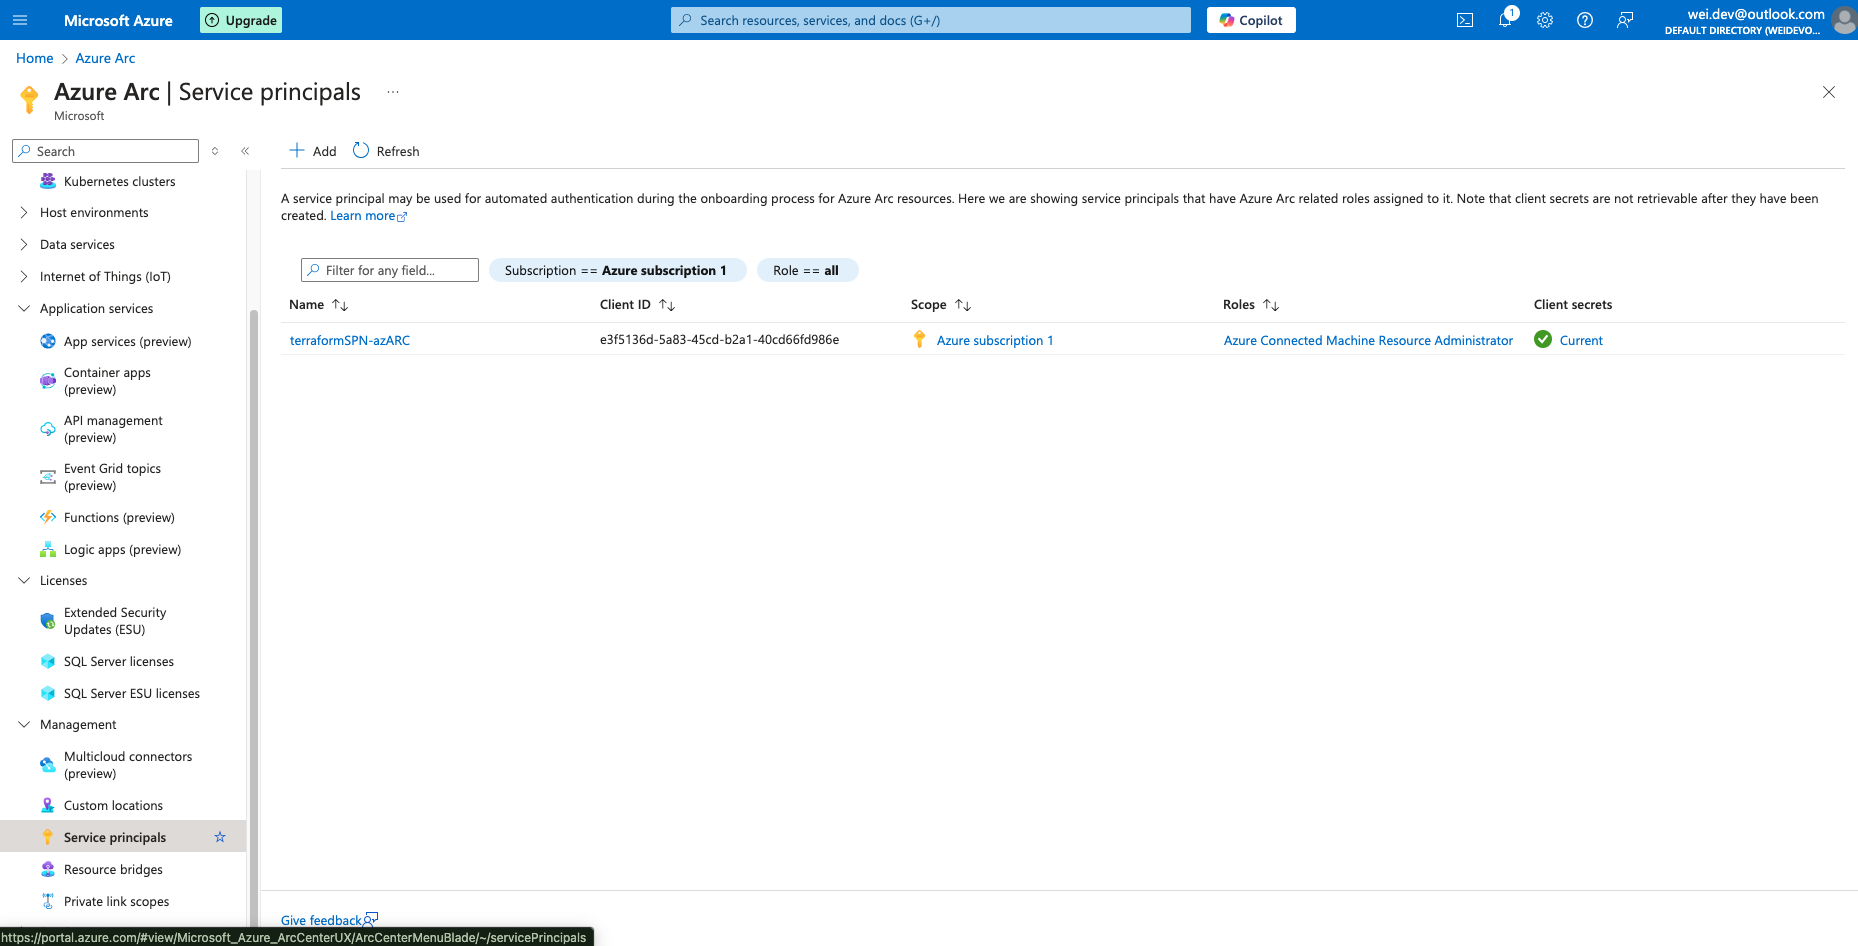 Microsoft Azure
Upgrade
Search resources, services, and docs (G+/)
Copilot
1
wei.dev@outlook.com
DEFAULT DIRECTORY (WEIDEVO...
Home > Azure Arc
Azure Arc | Service principals ...
Microsoft
Search
Add
Refresh
Kubernetes clusters
Host environments
Data services
Internet of Things (IoT)
Application services
App services (preview)
Container apps
(preview)
API management
(preview)
Event Grid topics
(preview)
Functions (preview)
Logic apps (preview)
Licenses
Extended Security
Updates (ESU)
SQL Server licenses
SQL Server ESU licenses
Management
Multicloud connectors
(preview)
Custom locations
Service principals
Resource bridges
Private link scopes
A service principal may be used for automated authentication during the onboarding process for Azure Arc resources. Here we are showing service principals that have Azure Arc related roles assigned to it. Note that client secrets are not retrievable after they have been
created. Learn more
Filter for any field...
Subscription == Azure subscription 1
Role == all
Name Client ID Scope Roles Client secrets
terraformSPN-azARC e3f5136d-5a83-45cd-b2a1-40cd66fd986e Azure subscription 1 Azure Connected Machine Resource Administrator Current
Give feedback
https://portal.azure.com/#view/Microsoft_Azure_ArcCenterUX/ArcCenterMenuBlade/~/servicePrincipals